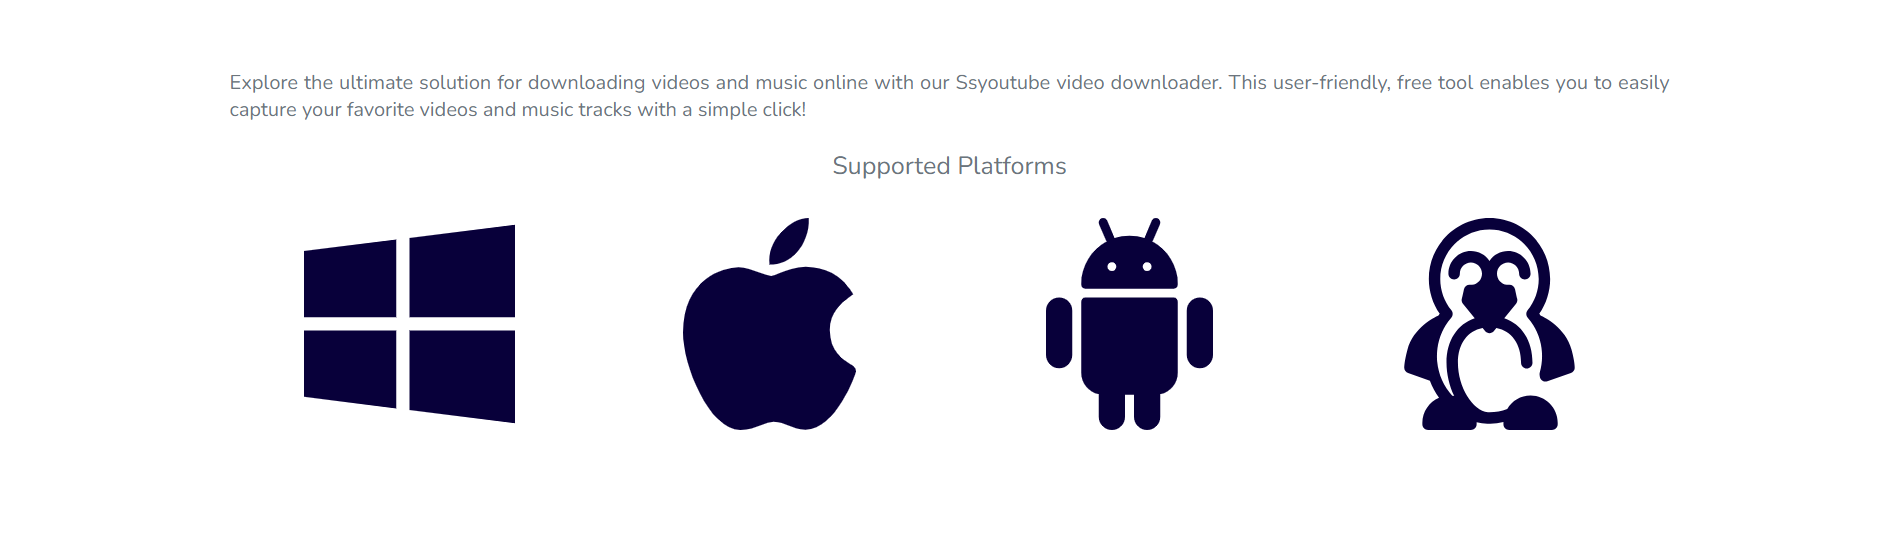 Explore the ultimate solution for downloading videos and music online with our Ssyoutube video downloader. This user-friendly, free tool enables you to easily
capture your favorite videos and music tracks with a simple click!
Supported Platforms